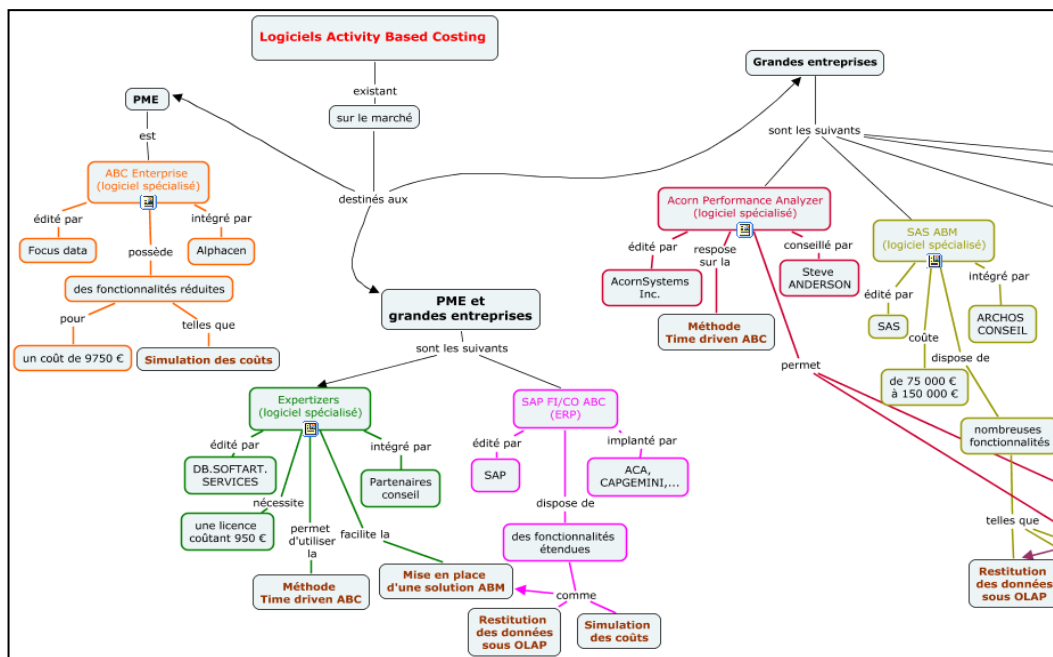 Logiciels Activity Based Costing
existant
sur le marché
destinés aux
PME
est
ABC Enterprise
(logiciel spécialisé)
édité par
Focus data
possède
intégré par
Alphacen
des fonctionnalités réduites
pour
un coût de 9750 €
telles que
Simulation des coûts
PME et
grandes entreprises
sont les suivants
Expertizers
(logiciel spécialisé)
édité par
DB.SOFTART.
SERVICES
nécessite
une licence
coûtant 950 €
permet
d'utiliser
la
Méthode
Time driven ABC
facilite la
Mise en place
d'une solution ABM
intégré par
Partenaires
conseil
SAP FI/CO ABC
(ERP)
édité par
SAP
implanté par
ACA,
CAPGEMINI,...
dispose de
des fonctionnalités
étendues
comme
Restitution
des données
sous OLAP
Simulation
des coûts
Grandes entreprises
sont les suivants
Acorn Performance Analyzer
(logiciel spécialisé)
édité par
AcornSystems
Inc.
respose
sur la
Méthode
Time driven ABC
conseillé par
Steve
ANDERSON
permet
SAS ABM
(logiciel spécialisé)
édité par
SAS
coûte
de 75 000 €
à 150 000 €
intégré par
ARCHOS
CONSEIL
dispose de
nombreuses
fonctionnalités
telles que
Restitution
des données
sous OLAP